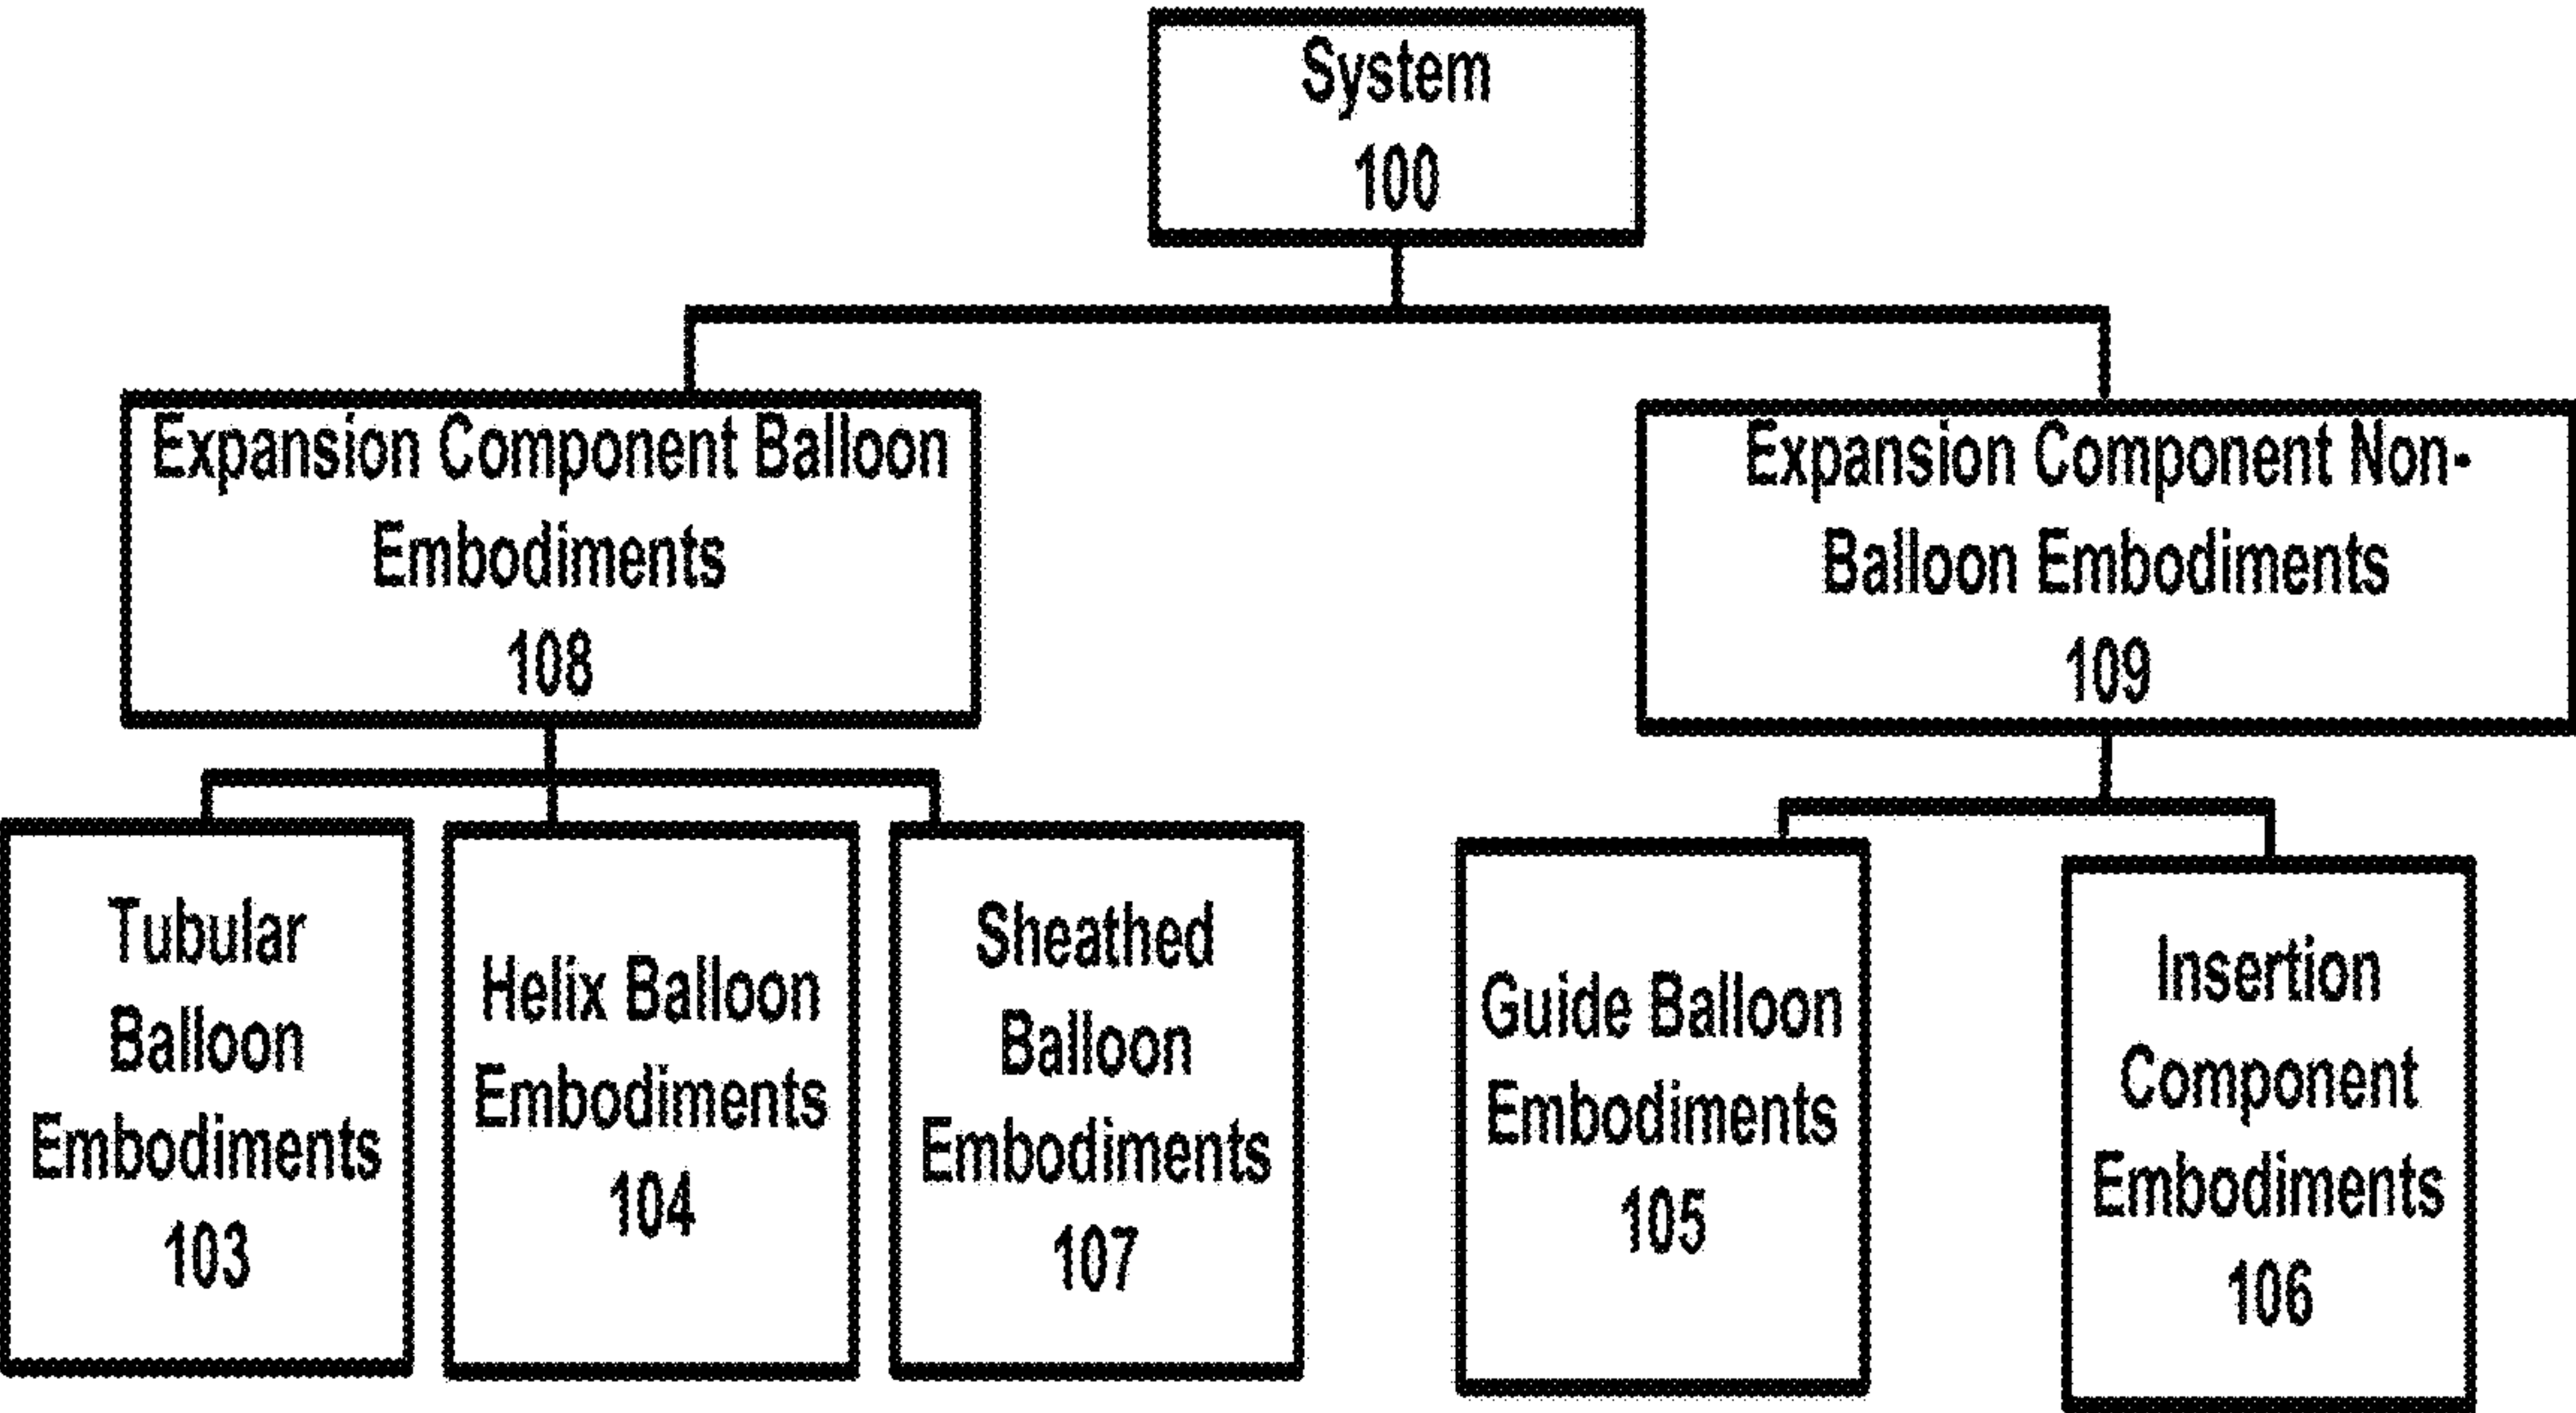 System
100
Expansion Component Balloon
Embodiments
108
Expansion Component Non-
Balloon Embodiments
109
Tubular
Balloon
Embodiments
103
Helix Balloon
Embodiments
104
Sheathed
Balloon
Embodiments
107
Guide Balloon
Embodiments
105
Insertion
Component
Embodiments
106